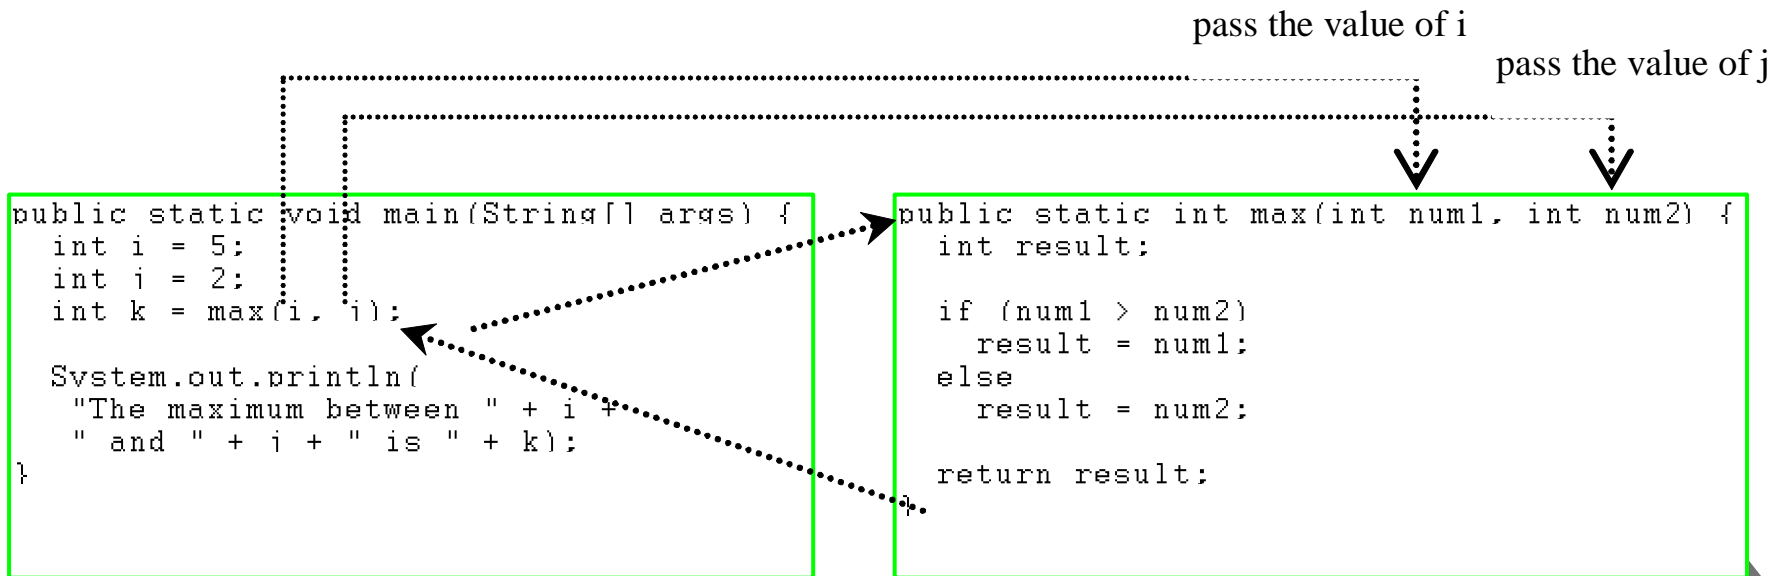 pass the value of i
pass the value of j
public static void main(String[] args) {
  int i = 5;
  int j = 2;
  int k = max(i, j);

  System.out.println(
   "The maximum between " + i +
   " and " + j + " is " + k);
}
public static int max(int num1, int num2) {
  int result;

  if (num1 > num2)
    result = num1;
  else
    result = num2;

  return result;
}